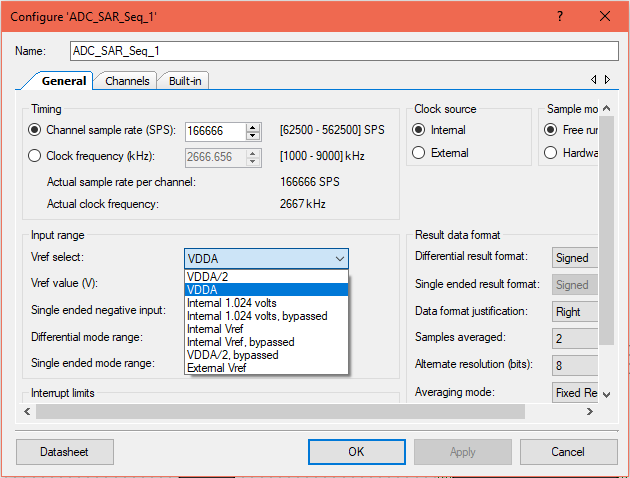 Configure 'ADC_SAR_Seq_1'
Name: ADC_SAR_Seq_1
General Channels Built-in
Timing
Channel sample rate (SPS): 166666 [62500 - 562500] SPS
Clock frequency (kHz): 2666.656 [1000 - 9000] kHz
Actual sample rate per channel: 166666 SPS
Actual clock frequency: 2667 kHz
Clock source
Internal
External
Sample mo
Free run
Hardwa
Input range
Vref select: VDDA
Vref value (V):
Single ended negative input:
Differential mode range:
Single ended mode range:
VDDA/2
VDDA
Internal 1.024 volts
Internal 1.024 volts, bypassed
Internal Vref
Internal Vref, bypassed
VDDA/2, bypassed
External Vref
Interrupt limits
Result data format
Differential result format: Signed
Single ended result format: Signed
Data format justification: Right
Samples averaged: 2
Alternate resolution (bits): 8
Averaging mode: Fixed Re
Datasheet OK Apply Cancel